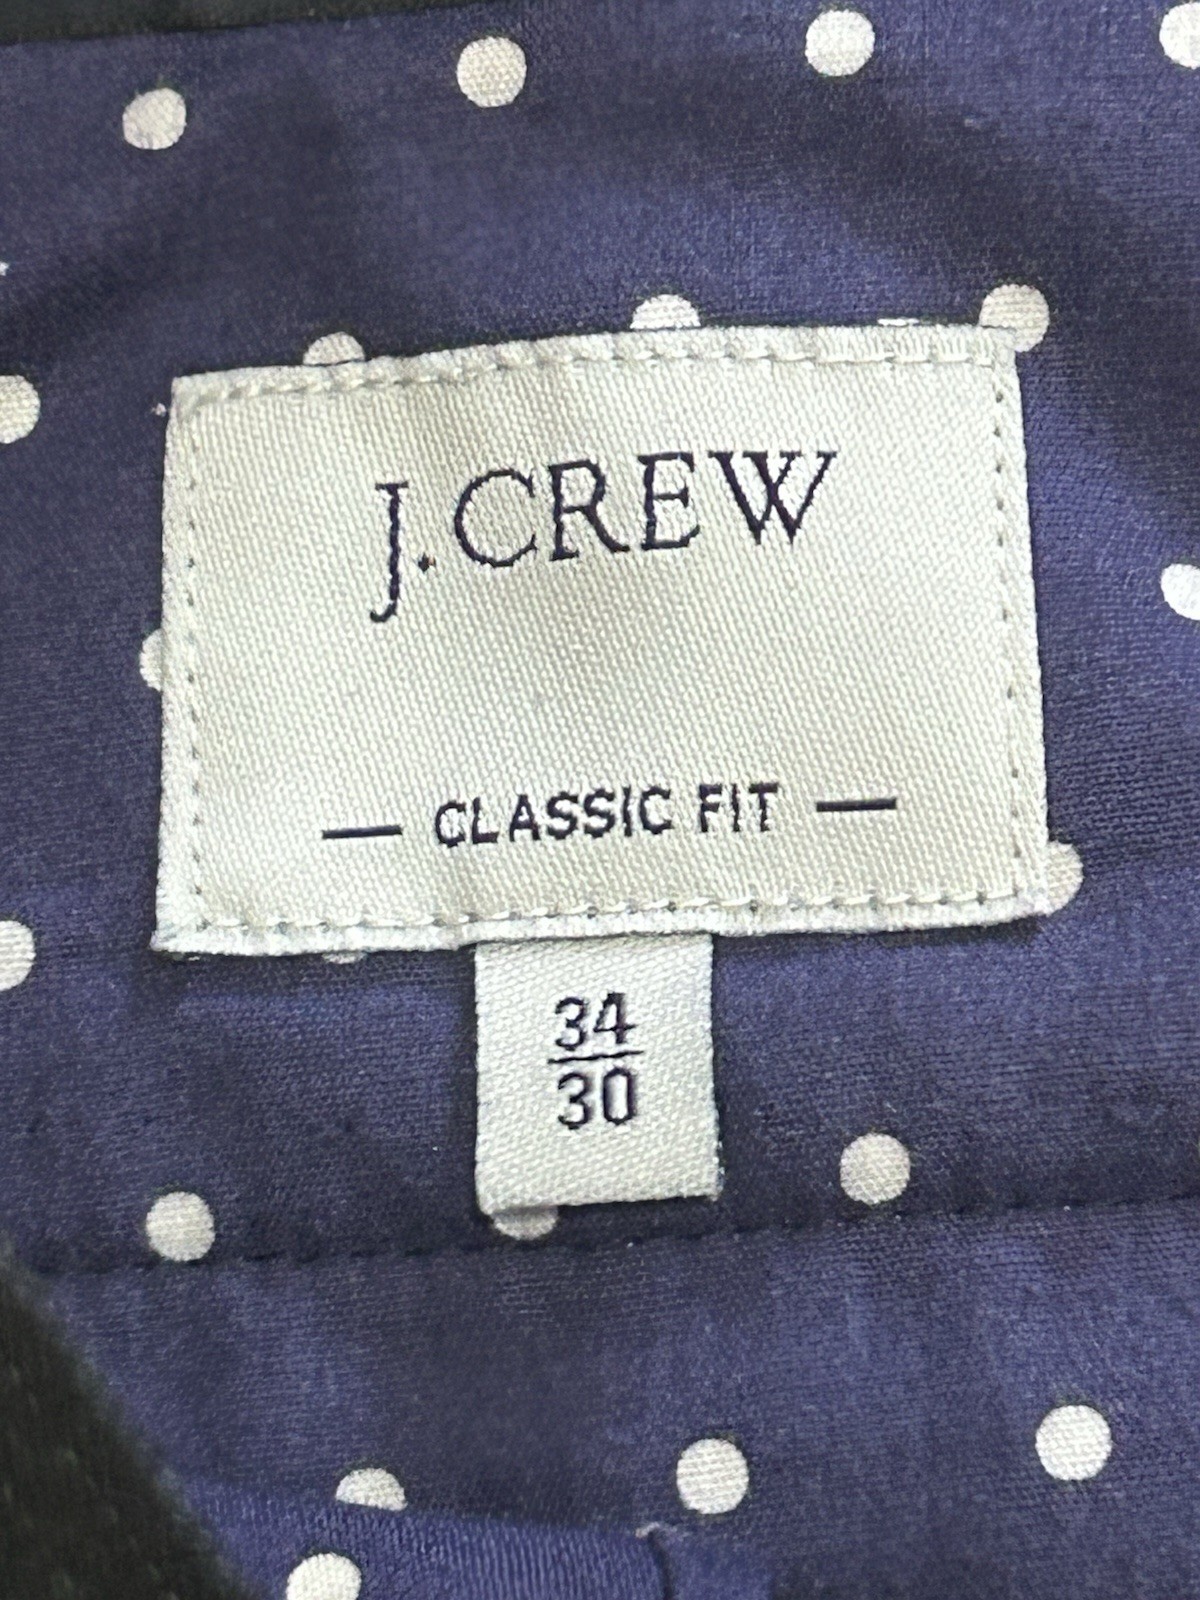 J.CREW
— CLASSIC FIT —
34
30